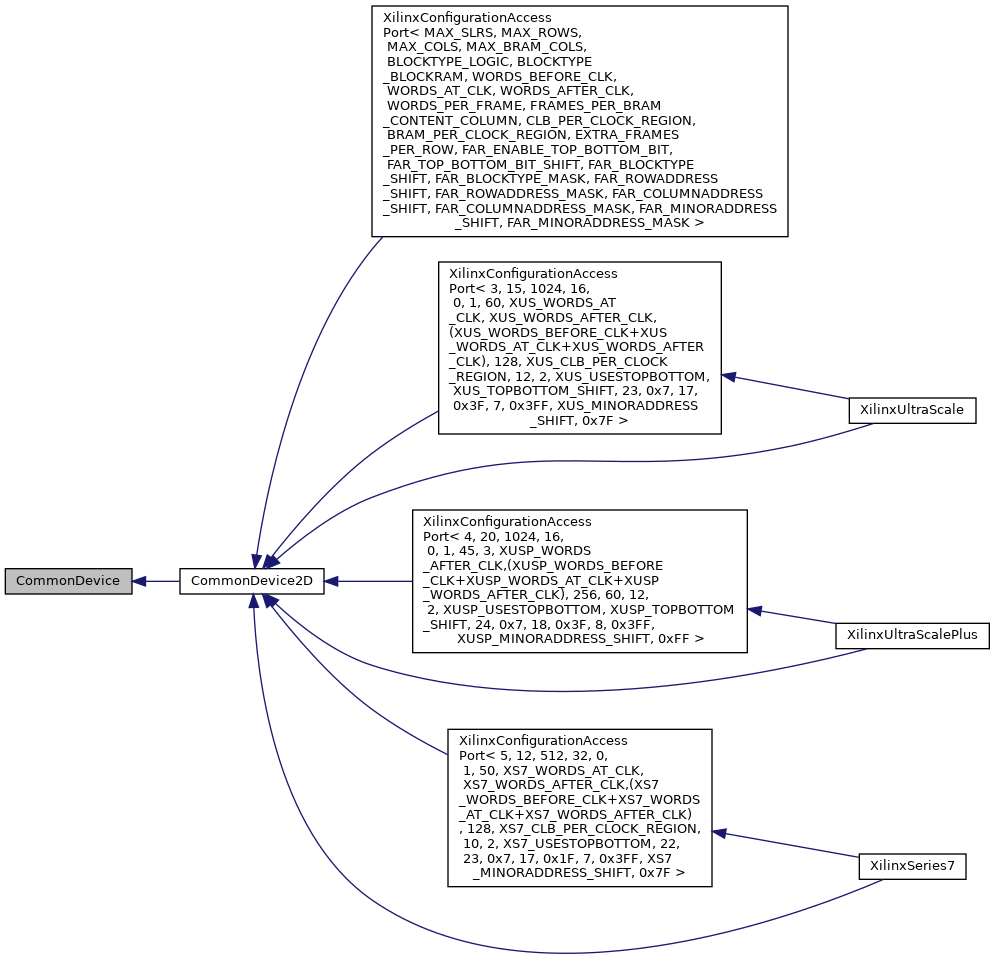 XilinxConfigurationAccess
Port< MAX_SLRS, MAX_ROWS,
MAX_COLS, MAX_BRAM_COLS,
BLOCKTYPE_LOGIC, BLOCKTYPE
_BLOCKRAM, WORDS_BEFORE_CLK,
WORDS_AT_CLK, WORDS_AFTER_CLK,
WORDS_PER_FRAME, FRAMES_PER_BRAM
_CONTENT_COLUMN, CLB_PER_CLOCK_REGION,
BRAM_PER_CLOCK_REGION, EXTRA_FRAMES
_PER_ROW, FAR_ENABLE_TOP_BOTTOM_BIT,
FAR_TOP_BOTTOM_BIT_SHIFT, FAR_BLOCKTYPE
_SHIFT, FAR_BLOCKTYPE_MASK, FAR_ROWADDRESS
_SHIFT, FAR_ROWADDRESS_MASK, FAR_COLUMNADDRESS
_SHIFT, FAR_COLUMNADDRESS_MASK, FAR_MINORADDRESS
_SHIFT, FAR_MINORADDRESS_MASK >
XilinxConfigurationAccess
Port< 3, 15, 1024, 16,
0, 1, 60, XUS_WORDS_AT
_CLK, XUS_WORDS_AFTER_CLK,
(XUS_WORDS_BEFORE_CLK+XUS
_WORDS_AT_CLK+XUS_WORDS_AFTER
_CLK), 128, XUS_CLB_PER_CLOCK
_REGION, 12, 2, XUS_USESTOPBOTTOM,
XUS_TOPBOTTOM_SHIFT, 23, 0x7, 17,
0x3F, 7, 0x3FF, XUS_MINORADDRESS
_SHIFT, 0x7F >
XilinxUltraScale
XilinxConfigurationAccess
Port< 4, 20, 1024, 16,
0, 1, 45, 3, XUSP_WORDS
_AFTER_CLK,(XUSP_WORDS_BEFORE
_CLK+XUSP_WORDS_AT_CLK+XUSP
_WORDS_AFTER_CLK), 256, 60, 12,
2, XUSP_USESTOPBOTTOM, XUSP_TOPBOTTOM
_SHIFT, 24, 0x7, 18, 0x3F, 8, 0x3FF,
XUSP_MINORADDRESS_SHIFT, 0xFF >
CommonDevice
CommonDevice2D
XilinxUltraScalePlus
XilinxConfigurationAccess
Port< 5, 12, 512, 32, 0,
1, 50, XS7_WORDS_AT_CLK,
XS7_WORDS_AFTER_CLK,(XS7
_WORDS_BEFORE_CLK+XS7_WORDS
_AT_CLK+XS7_WORDS_AFTER_CLK)
, 128, XS7_CLB_PER_CLOCK_REGION,
10, 2, XS7_USESTOPBOTTOM, 22,
23, 0x7, 17, 0x1F, 7, 0x3FF, XS7
_MINORADDRESS_SHIFT, 0x7F >
XilinxSeries7